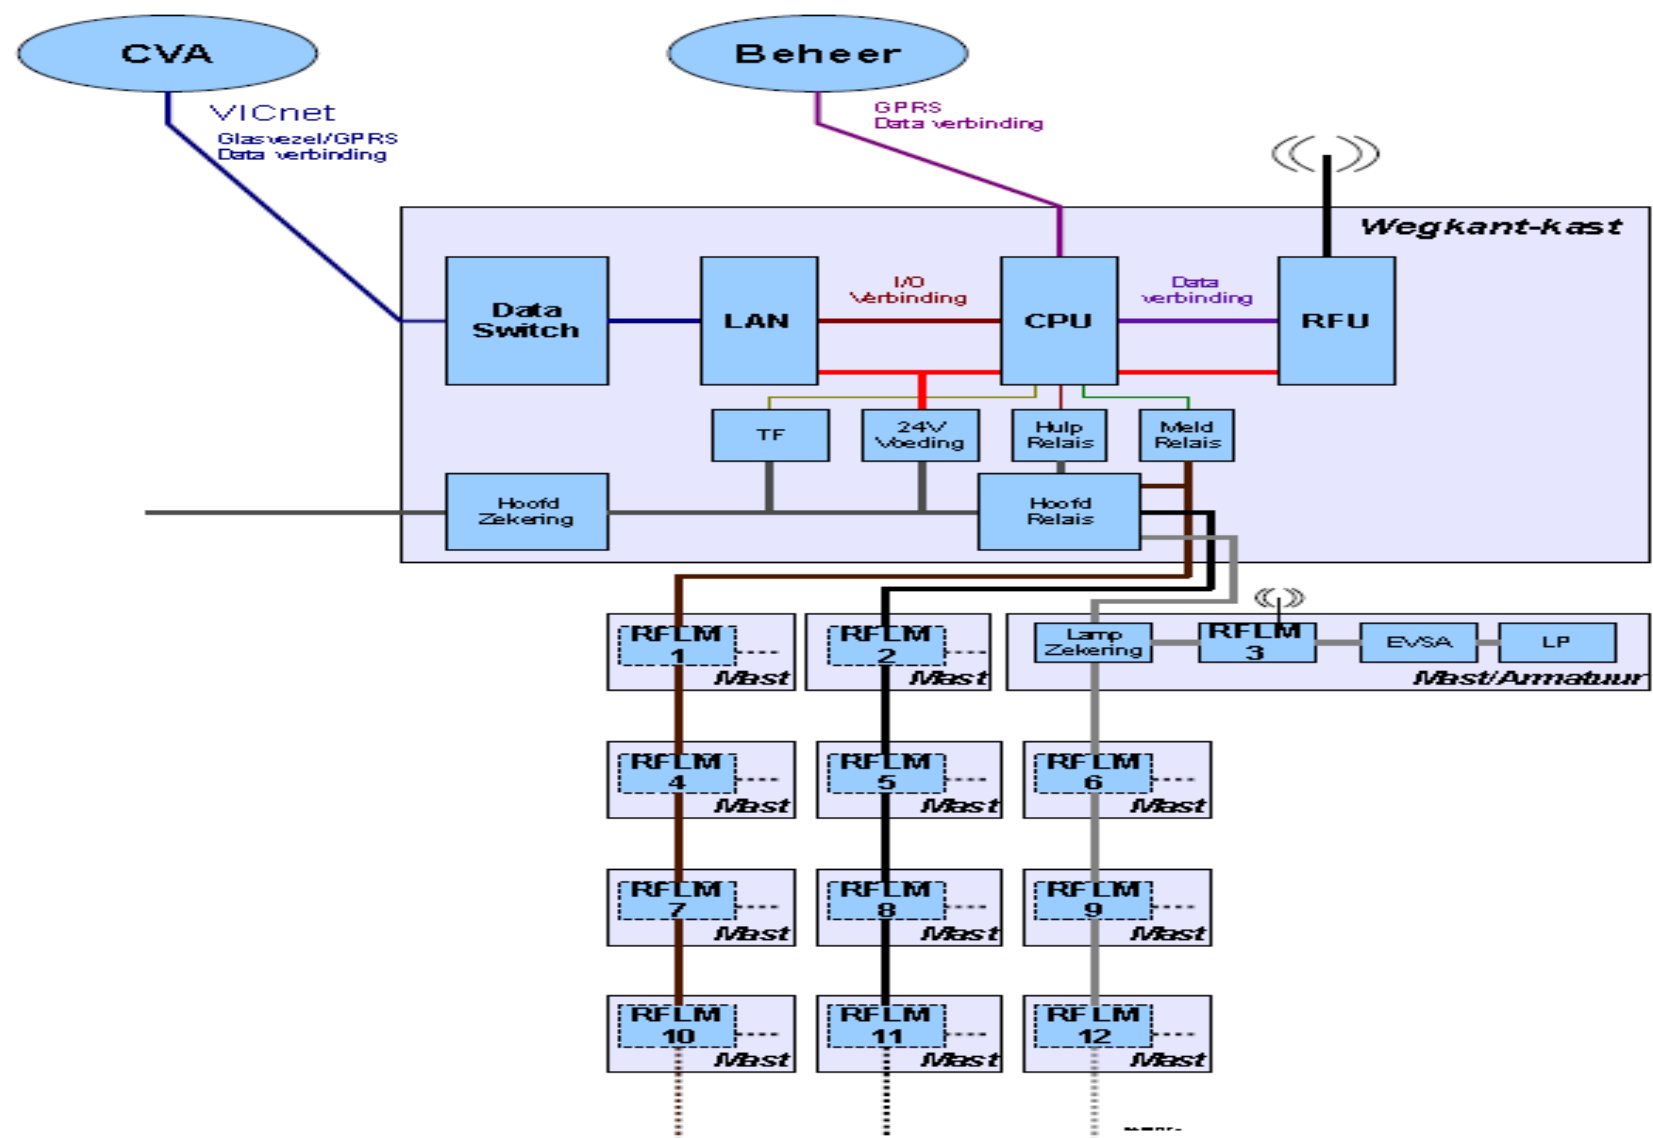 CVA
Beheer
VICnet
Glasvezel/GPRS
Data verbinding
GPRS
Data verbinding
Wegkant-kast
Data
Switch
LAN
I/O
Verbinding
CPU
Data
verbinding
RFU
TF
24V
Voeding
Hulp
Relais
Meld
Relais
Hoofd
Zekering
Hoofd
Relais
RFLM
1
Mast
RFLM
2
Mast
Lamp
Zekering
RFLM
3
EVSA
LP
Mast/Armatuur
RFLM
4
Mast
RFLM
5
Mast
RFLM
6
Mast
RFLM
7
Mast
RFLM
8
Mast
RFLM
9
Mast
RFLM
10
Mast
RFLM
11
Mast
RFLM
12
Mast